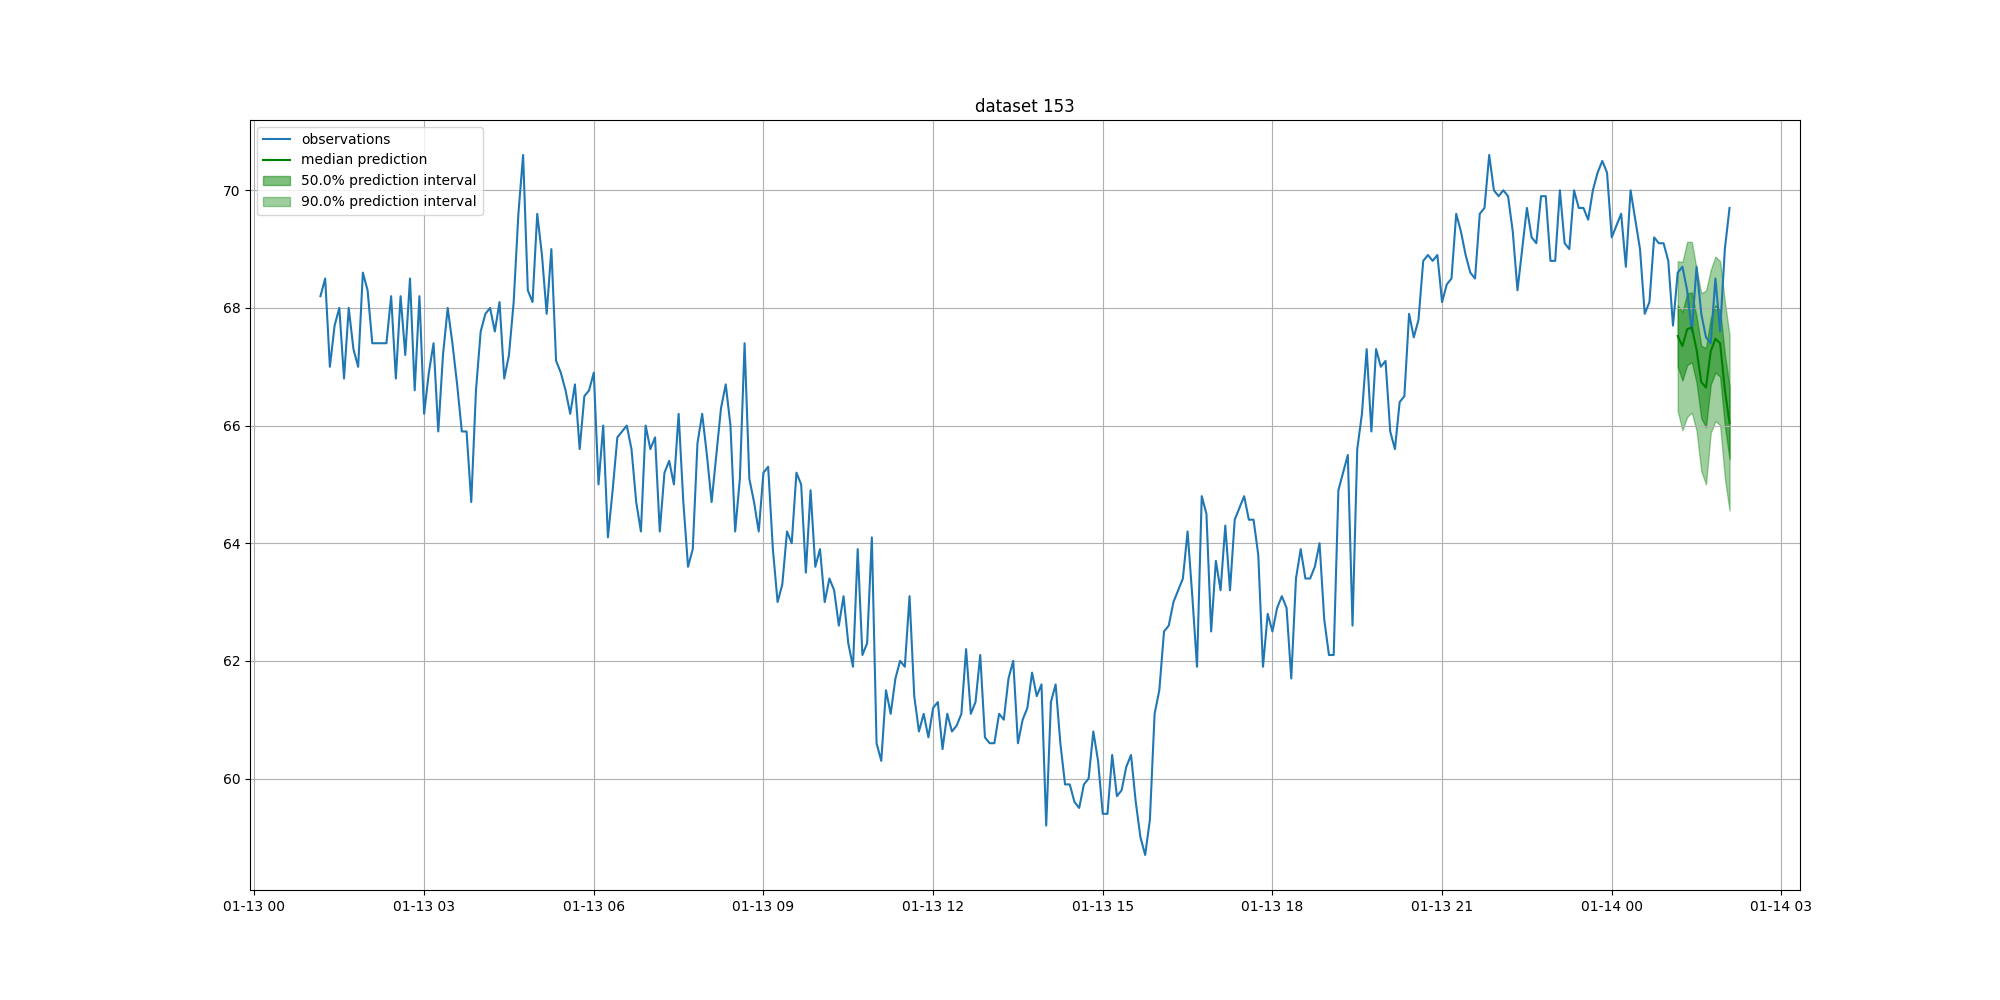 dataset 153
observations
median prediction
50.0% prediction interval
90.0% prediction interval
70
68
66
64
62
60
01-13 00 01-13 03 01-13 06 01-13 09 01-13 12 01-13 15 01-13 18 01-13 21 01-14 00 01-14 03